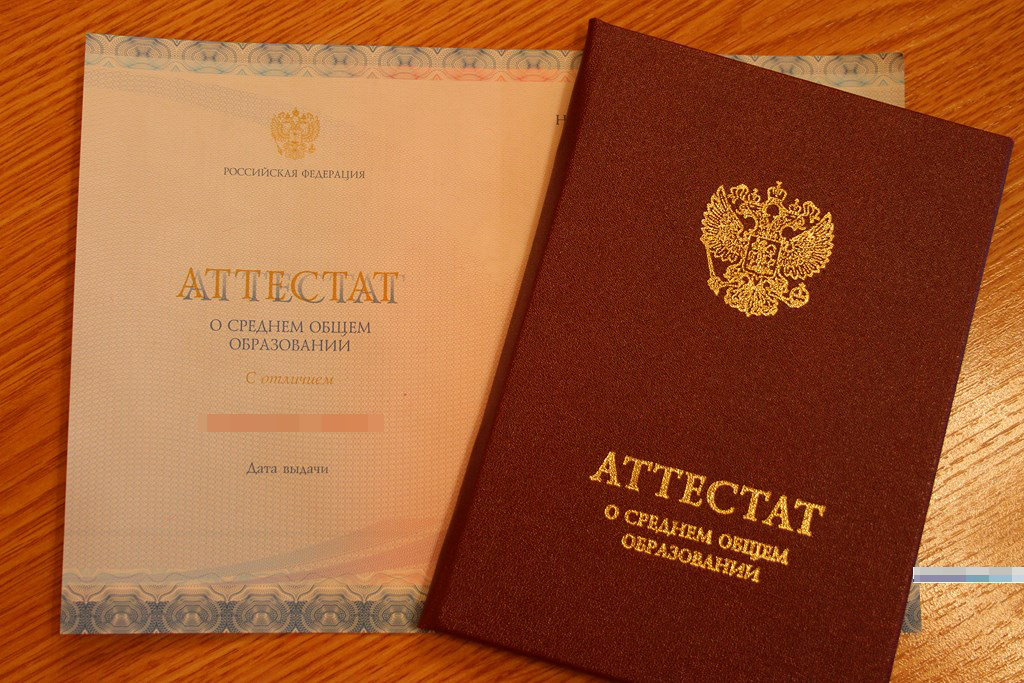 РОССИЙСКАЯ ФЕДЕРАЦИЯ
АТТЕСТАТ
О СРЕДНЕМ ОБЩЕМ
ОБРАЗОВАНИИ
С отличием
Дата выдачи
АТТЕСТАТ
О СРЕДНЕМ ОБЩЕМ
ОБРАЗОВАНИИ